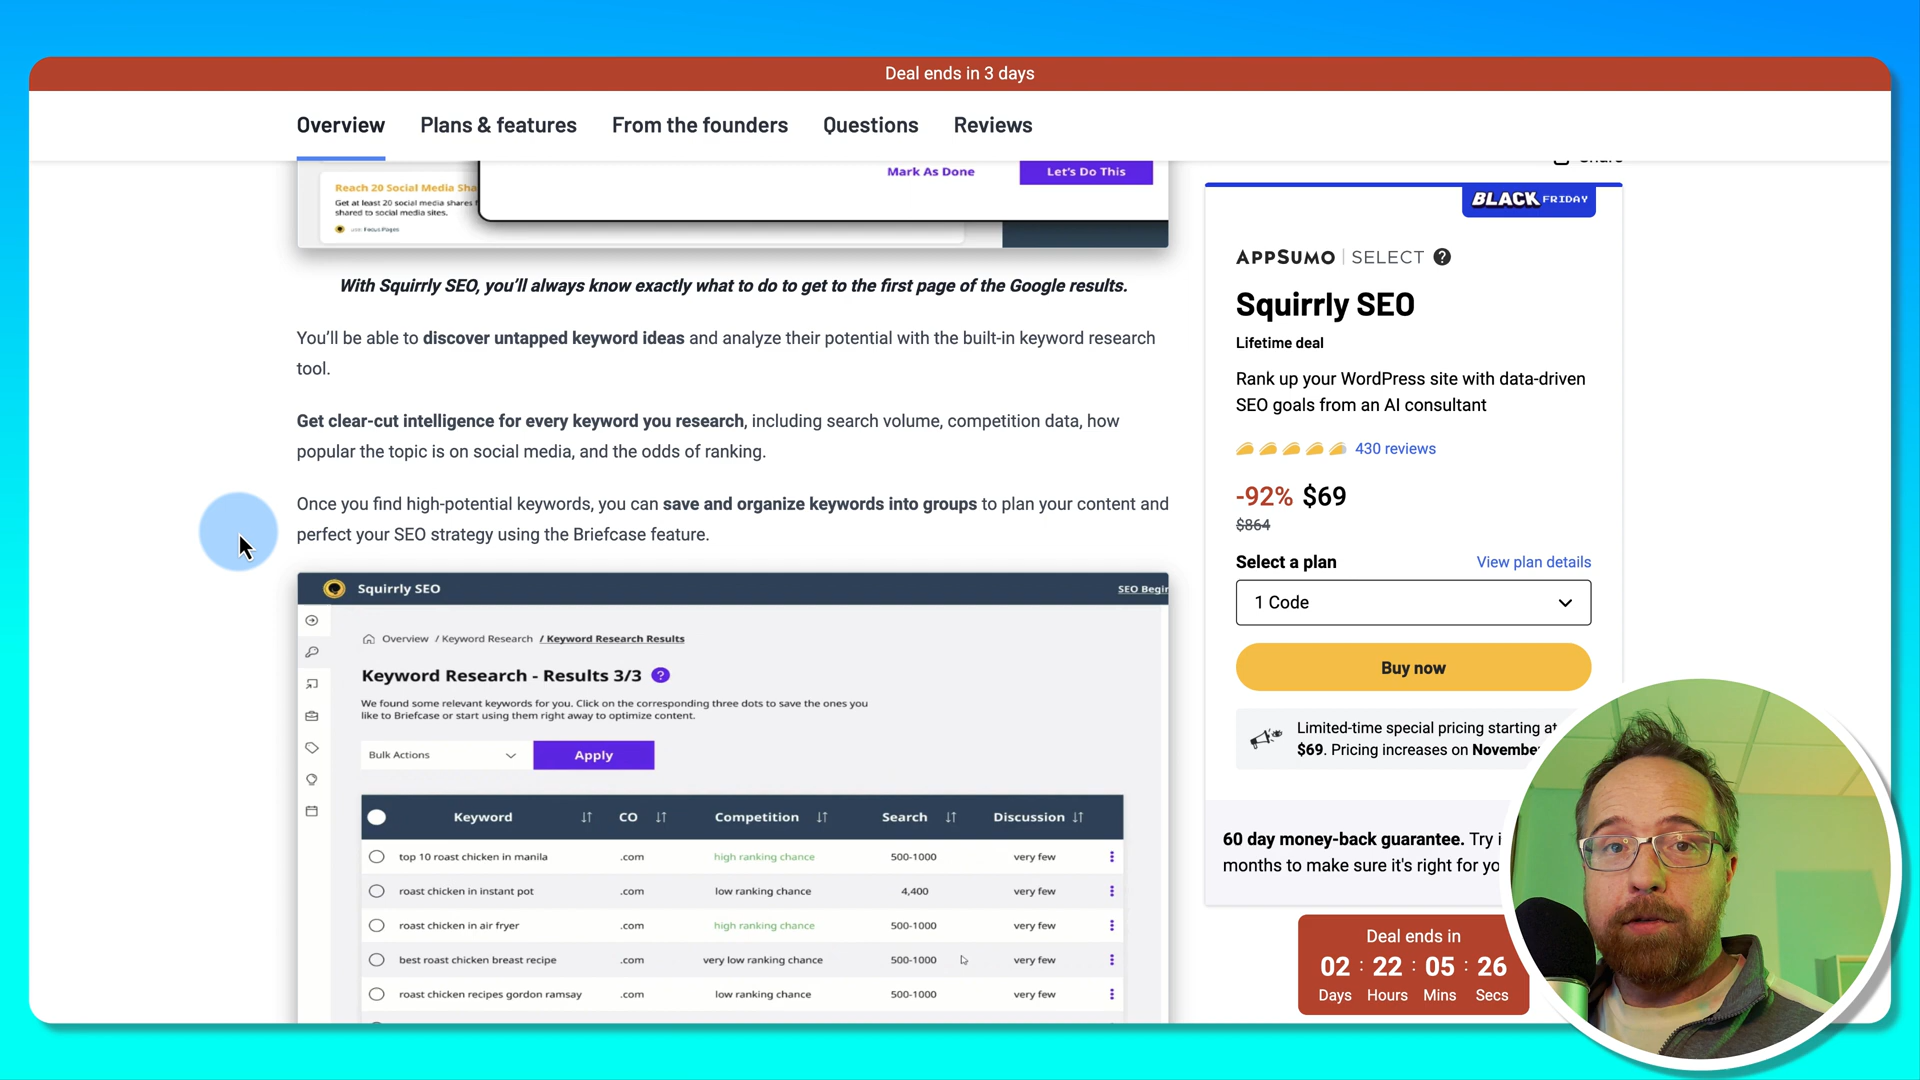 Deal ends in 3 days
Overview
Plans & features
From the founders
Questions
Reviews
Mark As Done
Let's Do This
Reach 20 Social Media Sha
Get at least 20 social media shares f
shared to social media sites.
use: Focus Pages
With Squirrly SEO, you'll always know exactly what to do to get to the first page of the Google results.
You'll be able to discover untapped keyword ideas and analyze their potential with the built-in keyword research
tool.
Get clear-cut intelligence for every keyword you research, including search volume, competition data, how
popular the topic is on social media, and the odds of ranking.
Once you find high-potential keywords, you can save and organize keywords into groups to plan your content and
perfect your SEO strategy using the Briefcase feature.
Squirrly SEO
SEO Begin
Overview / Keyword Research / Keyword Research Results
Keyword Research - Results 3/3 ?
We found some relevant keywords for you. Click on the corresponding three dots to save the ones you
like to Briefcase or start using them right away to optimize content.
Bulk Actions
Apply
Keyword CO Competition Search Discussion
top 10 roast chicken in manila .com high ranking chance 500-1000 very few
roast chicken in instant pot .com low ranking chance 4,400 very few
roast chicken in air fryer .com high ranking chance 500-1000 very few
best roast chicken breast recipe .com very low ranking chance 500-1000 very few
roast chicken recipes gordon ramsay .com low ranking chance 500-1000 very few
BLACK FRIDAY
APPSUMO | SELECT ?
Squirrly SEO
Lifetime deal
Rank up your WordPress site with data-driven
SEO goals from an AI consultant
430 reviews
-92% $69
$864
Select a plan
View plan details
1 Code
Buy now
Limited-time special pricing starting at
$69. Pricing increases on November
60 day money-back guarantee. Try i
months to make sure it's right for yo
Deal ends in
02 : 22 : 05 : 26
Days Hours Mins Secs